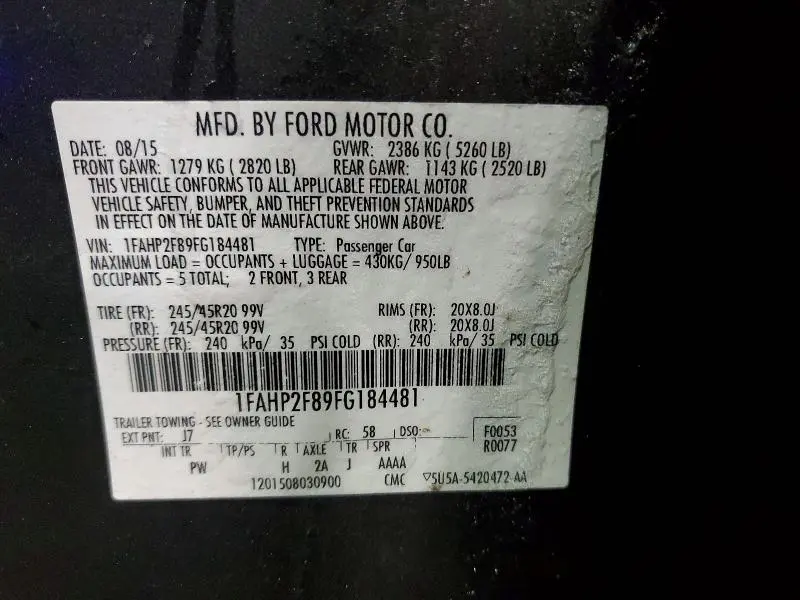 MFD. BY FORD MOTOR CO.
DATE: 08/15 GVWR: 2386 KG ( 5260 LB)
FRONT GAWR: 1279 KG ( 2820 LB) REAR GAWR: 1143 KG ( 2520 LB)
THIS VEHICLE CONFORMS TO ALL APPLICABLE FEDERAL MOTOR
VEHICLE SAFETY, BUMPER, AND THEFT PREVENTION STANDARDS
IN EFFECT ON THE DATE OF MANUFACTURE SHOWN ABOVE.
VIN: 1FAHP2F89FG184481 TYPE: Passenger Car
MAXIMUM LOAD = OCCUPANTS + LUGGAGE = 430KG/ 950LB
OCCUPANTS = 5 TOTAL; 2 FRONT, 3 REAR
TIRE (FR): 245/45R20 99V RIMS (FR): 20X8.0J
(RR): 245/45R20 99V (RR): 20X8.0J
PRESSURE (FR): 240 kPa/ 35 PSI COLD (RR): 240 kPa/ 35 PSI COLD
1FAHP2F89FG184481
TRAILER TOWING - SEE OWNER GUIDE
EXT PNT: J7 RC: 58 DSO: F0053
INT TR TP/PS R AXLE TR SPR R0077
PW H 2A J AAAA
1201508030900 CMC ▽5U5A-5420472-AA